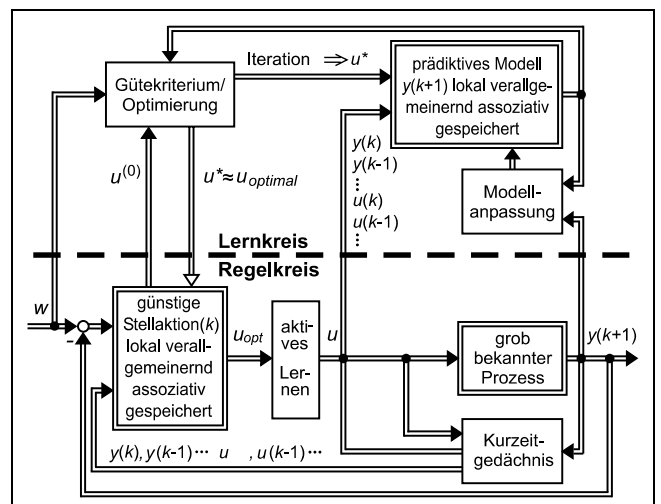 Iteration ⇒ u*
Gütekriterium/
Optimierung
prädiktives Modell
y(k+1) lokal verallge-
meinernd assoziativ
gespeichert
u(0)
u*≈ uoptimal
y(k)
y(k-1)
⋮
u(k)
u(k-1)
⋮
Modell-
anpassung
Lernkreis
Regelkreis
w
-
günstige
Stellaktion(k)
lokal verall-
gemeinernd
assoziativ
gespeichert
uopt
akti-
ves
Ler-
nen
u
grob
bekannter
Prozess
y(k+1)
Kurzeit-
gedächnis
y(k), y(k-1)··· u , u(k-1)···